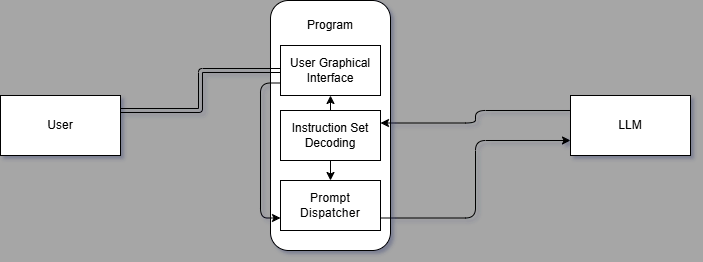 Program
User Graphical
Interface
User
Instruction Set
Decoding
LLM
Prompt
Dispatcher